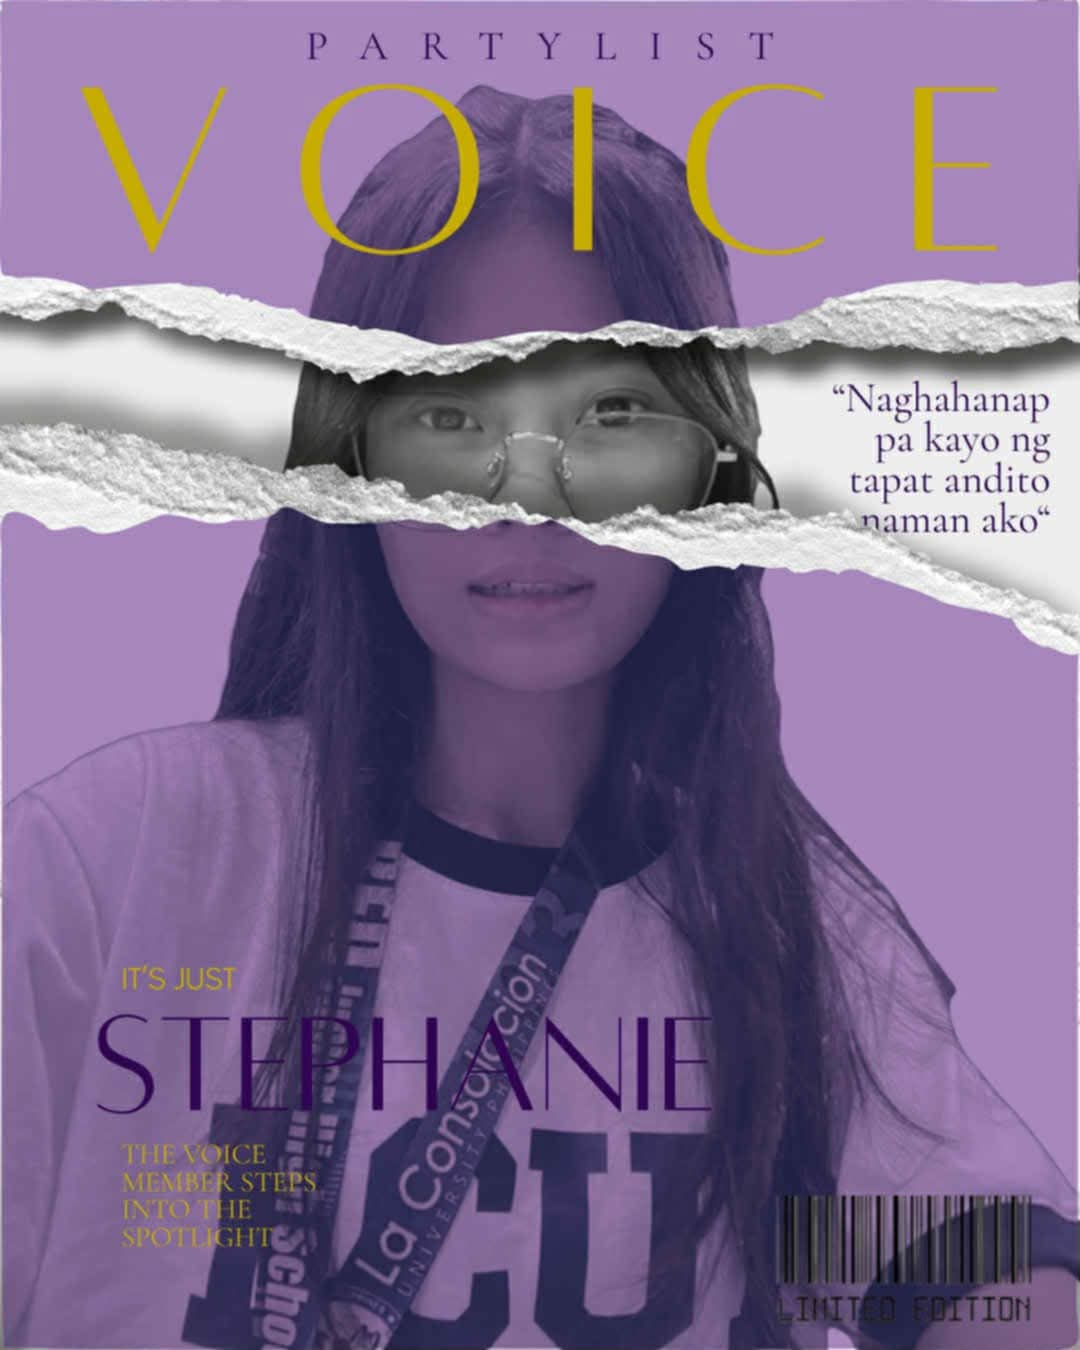 PARTYLIST
VOICE
“Naghahanap
pa kayo ng
tapat andito
naman ako“
IT'S JUST
STEPHANIE
THE VOICE
MEMBER STEPS
INTO THE
SPOTLIGHT
La Consolacion
UNIVERSITY PHILIPPINES
CU
LIMITED EDITION